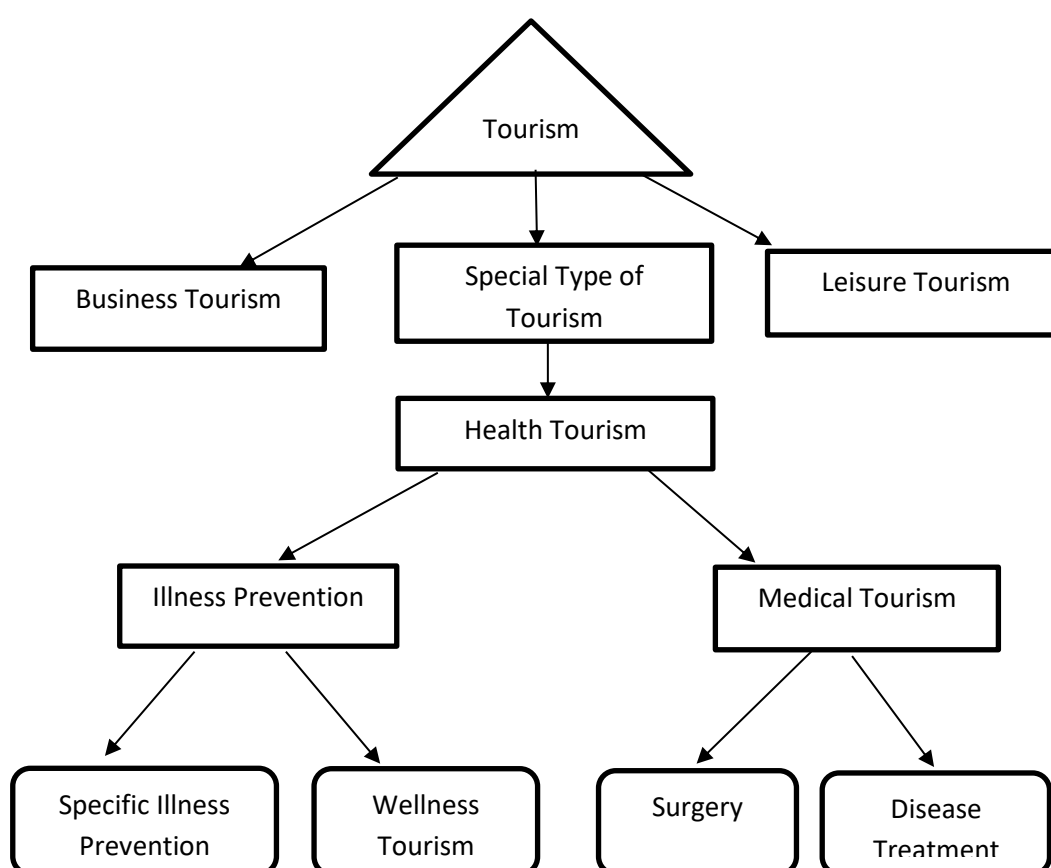 Tourism
Business Tourism
Special Type of
Tourism
Leisure Tourism
Health Tourism
Illness Prevention
Medical Tourism
Specific Illness
Prevention
Wellness
Tourism
Surgery
Disease
Treatment